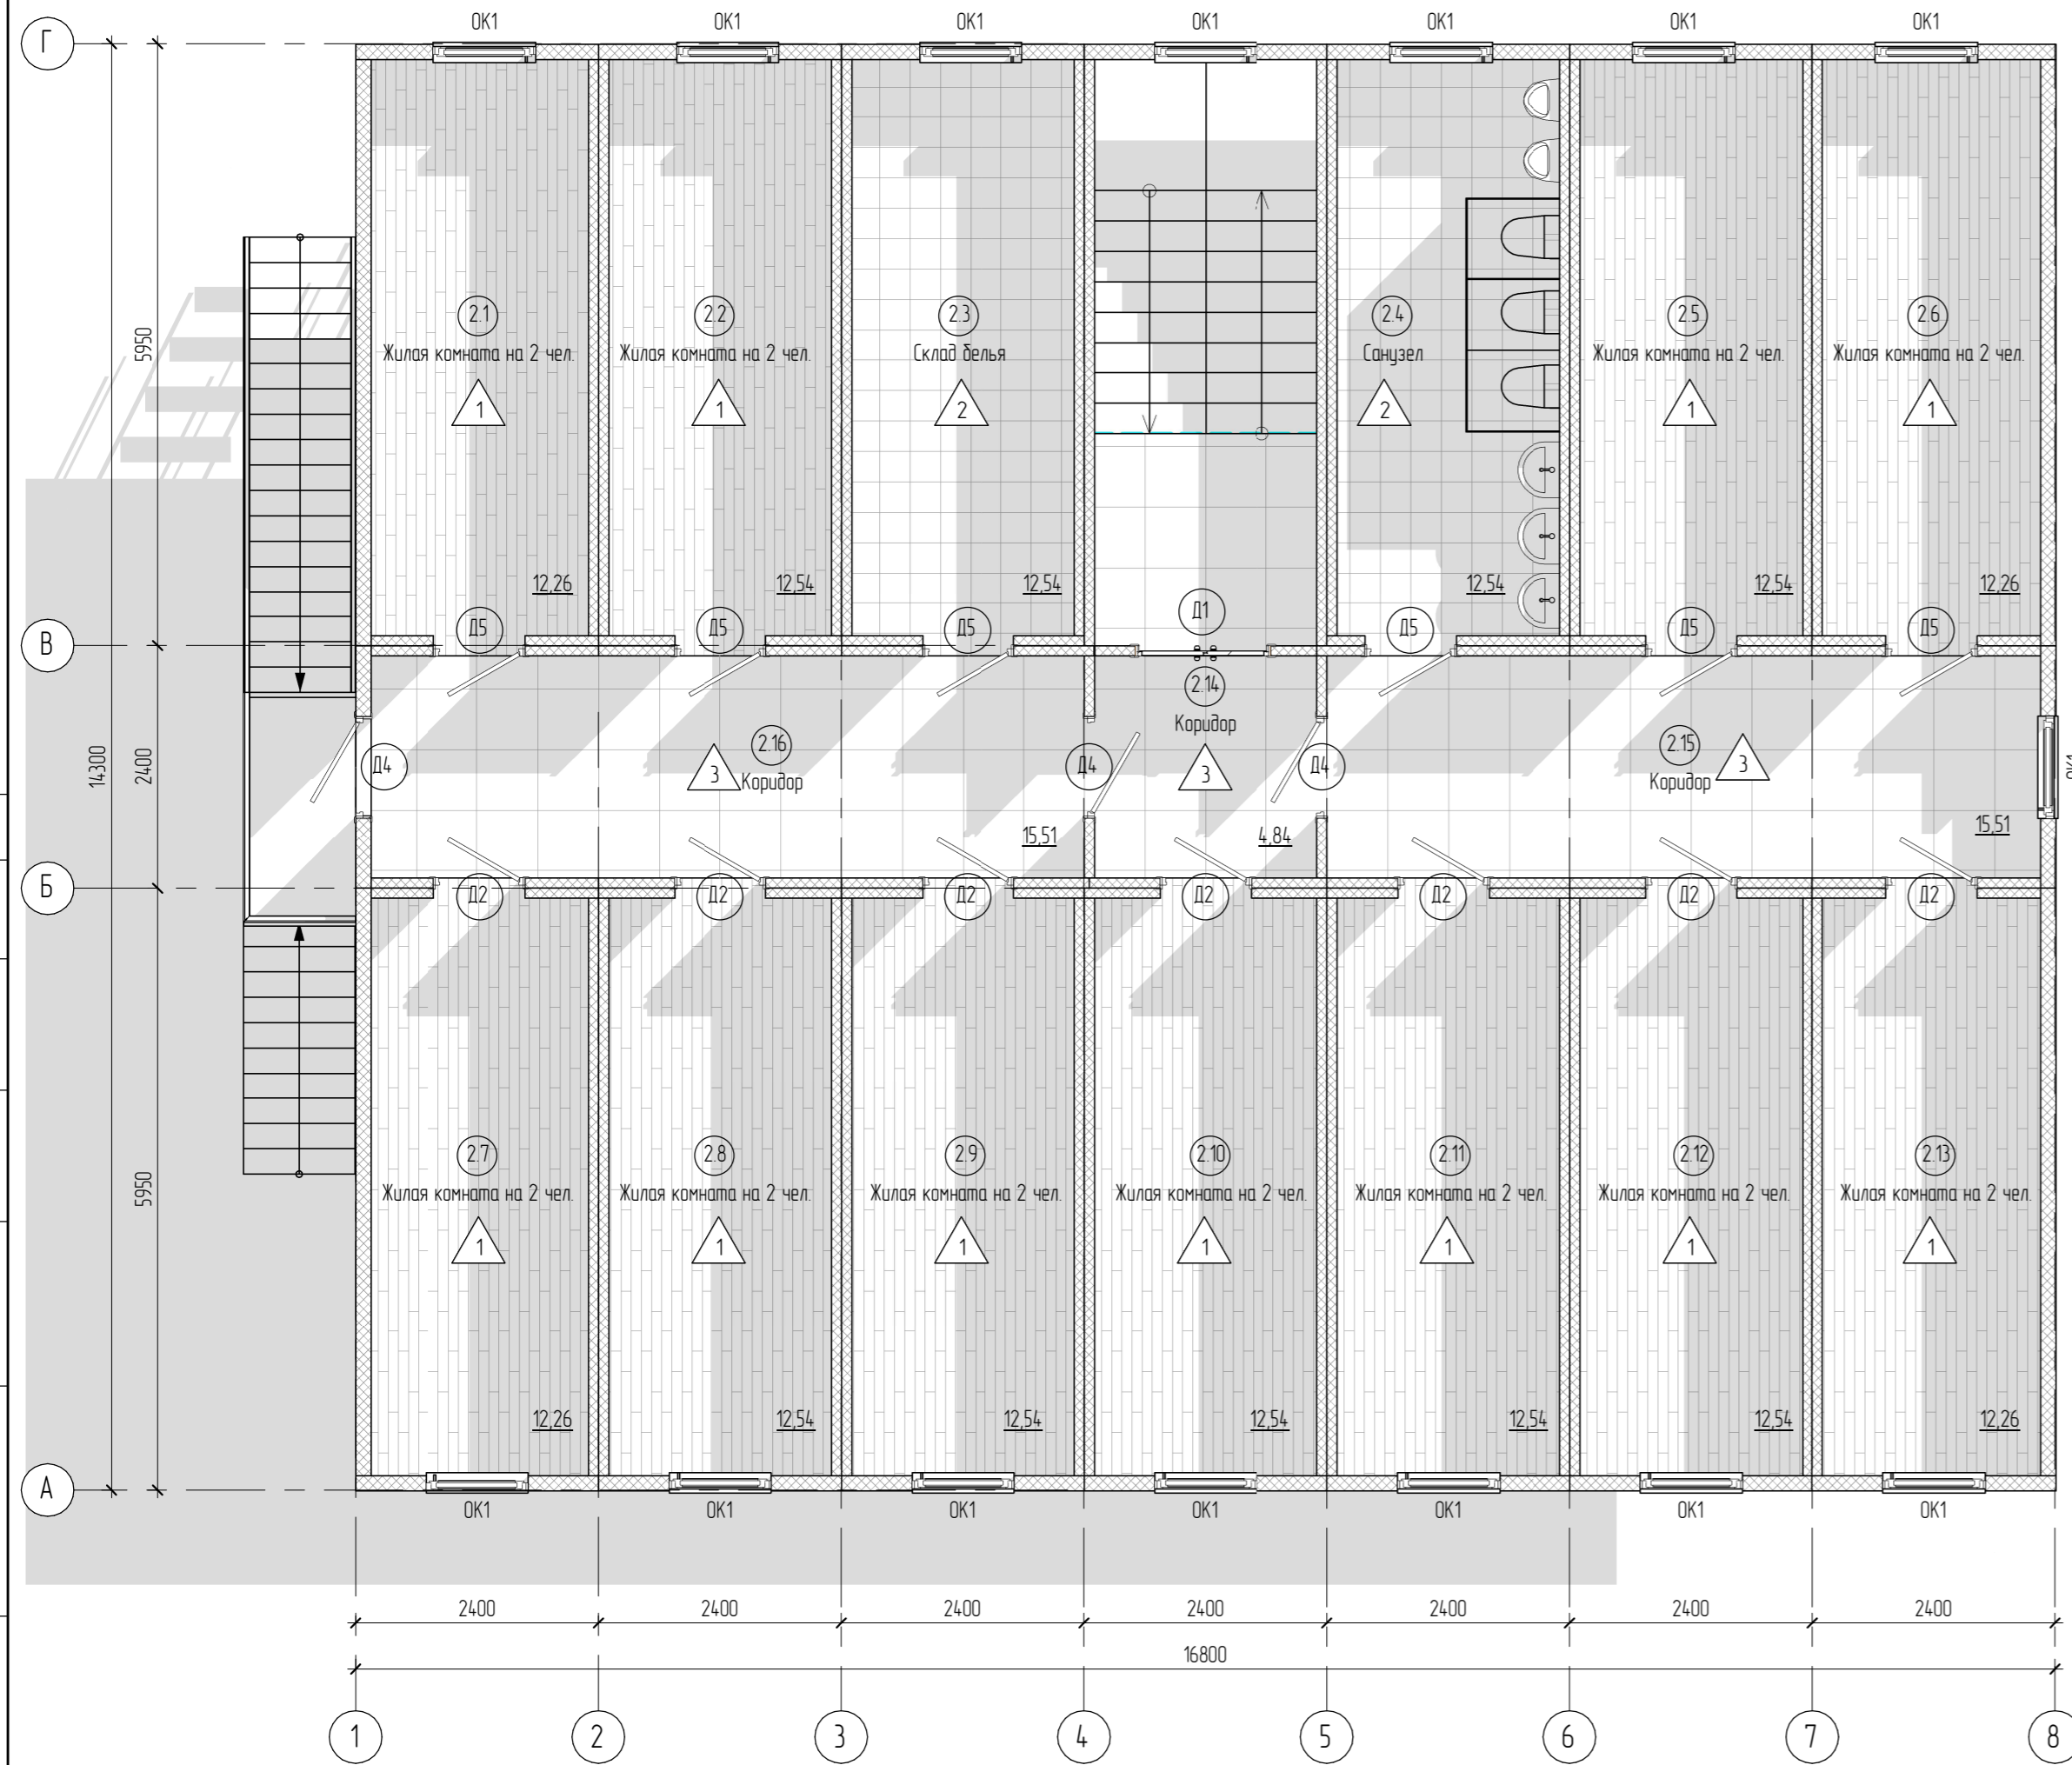 ОК1 ОК1 ОК1 ОК1 ОК1 ОК1 ОК1
Г
2.1 2.2 2.3 2.4 2.5 2.6
Жилая комната на 2 чел. Жилая комната на 2 чел. Склад белья Санузел Жилая комната на 2 чел. Жилая комната на 2 чел.
5950
1 1 2 2 1 1
12,26 12,54 12,54 12,54 12,54 12,26
Д5 Д5 Д5 Д1 Д5 Д5 Д5
В
2.14
Коридор
2.16 2.15
14300 2400 Д4 3 Коридор Д4 3 Д4 Коридор 3 ОК1
15,51 4,84 15,51
Б
Д2 Д2 Д2 Д2 Д2 Д2 Д2
2.7 2.8 2.9 2.10 2.11 2.12 2.13
5950
Жилая комната на 2 чел. Жилая комната на 2 чел. Жилая комната на 2 чел. Жилая комната на 2 чел. Жилая комната на 2 чел. Жилая комната на 2 чел. Жилая комната на 2 чел.
1 1 1 1 1 1 1
12,26 12,54 12,54 12,54 12,54 12,54 12,26
А
ОК1 ОК1 ОК1 ОК1 ОК1 ОК1 ОК1
2400 2400 2400 2400 2400 2400 2400
16800
1 2 3 4 5 6 7 8